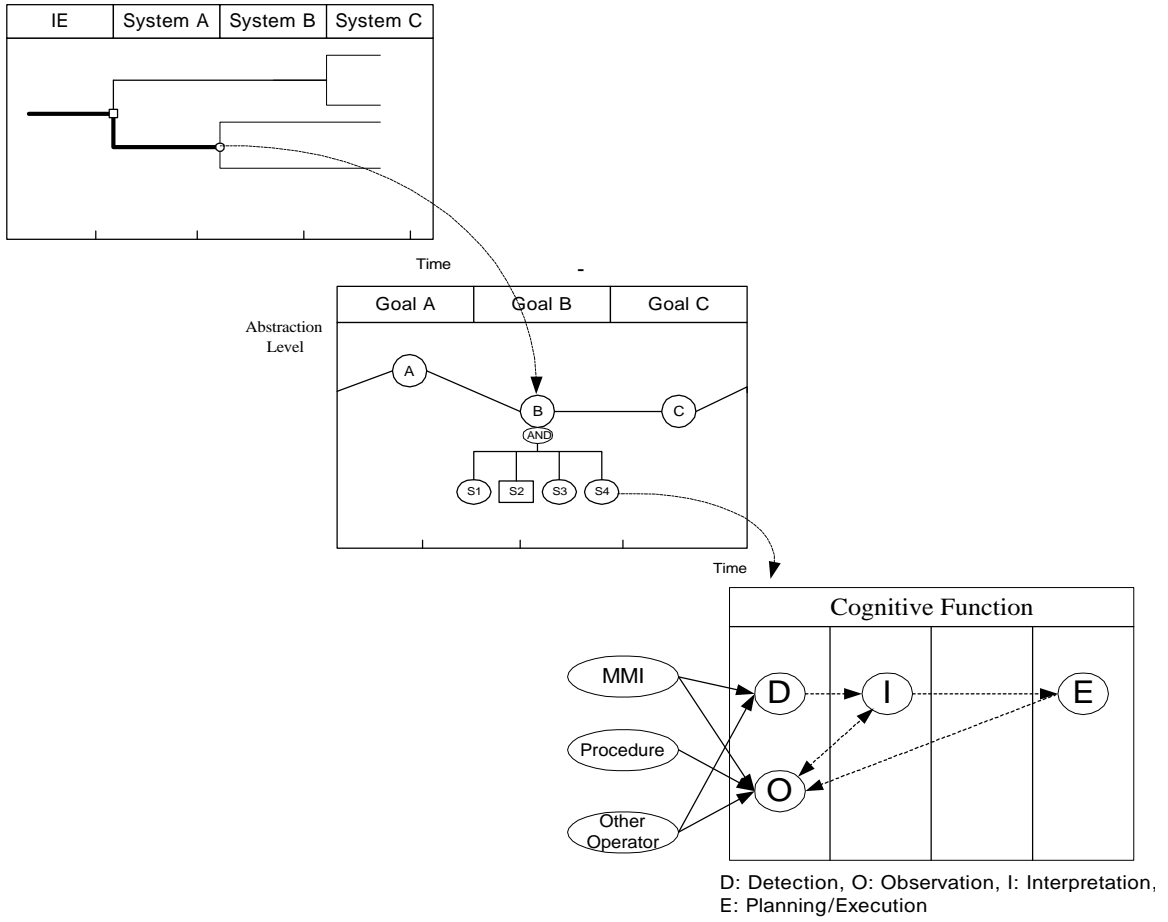 IE System A System B System C
Time
-
Goal A Goal B Goal C
Abstraction
Level
A
B
C
AND
S1 S2 S3 S4
Time
Cognitive Function
MMI
D I E
Procedure
O
Other
Operator
D: Detection, O: Observation, I: Interpretation,
E: Planning/Execution